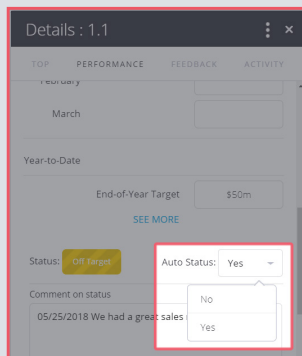 Details : 1.1
TOP PERFORMANCE FEEDBACK ACTIVITY
February
March
Year-to-Date
End-of-Year Target $50m
SEE MORE
Status: Off Target Auto Status: Yes
No
Yes
Comment on status
05/25/2018 We had a great sales